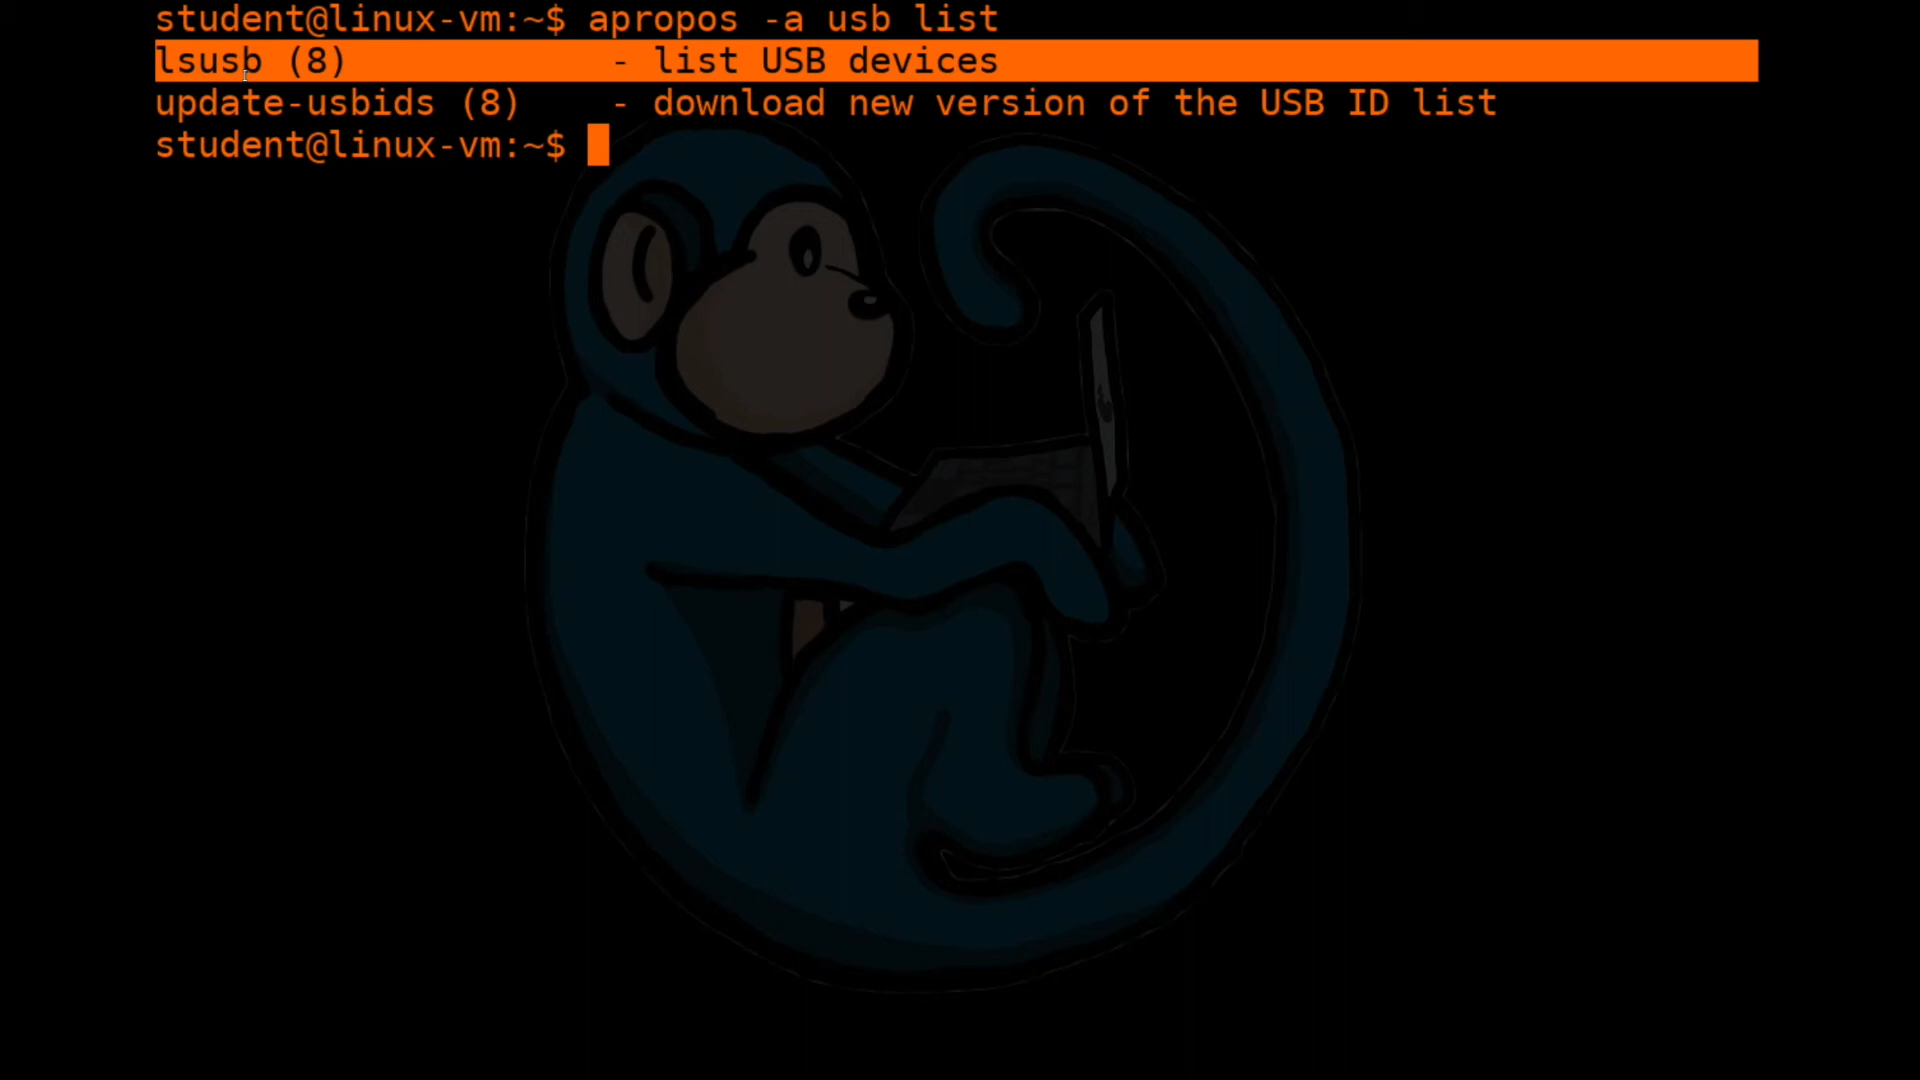 student@linux-vm:~$ apropos -a usb list
lsusb (8)            - list USB devices
update-usbids (8)    - download new version of the USB ID list
student@linux-vm:~$